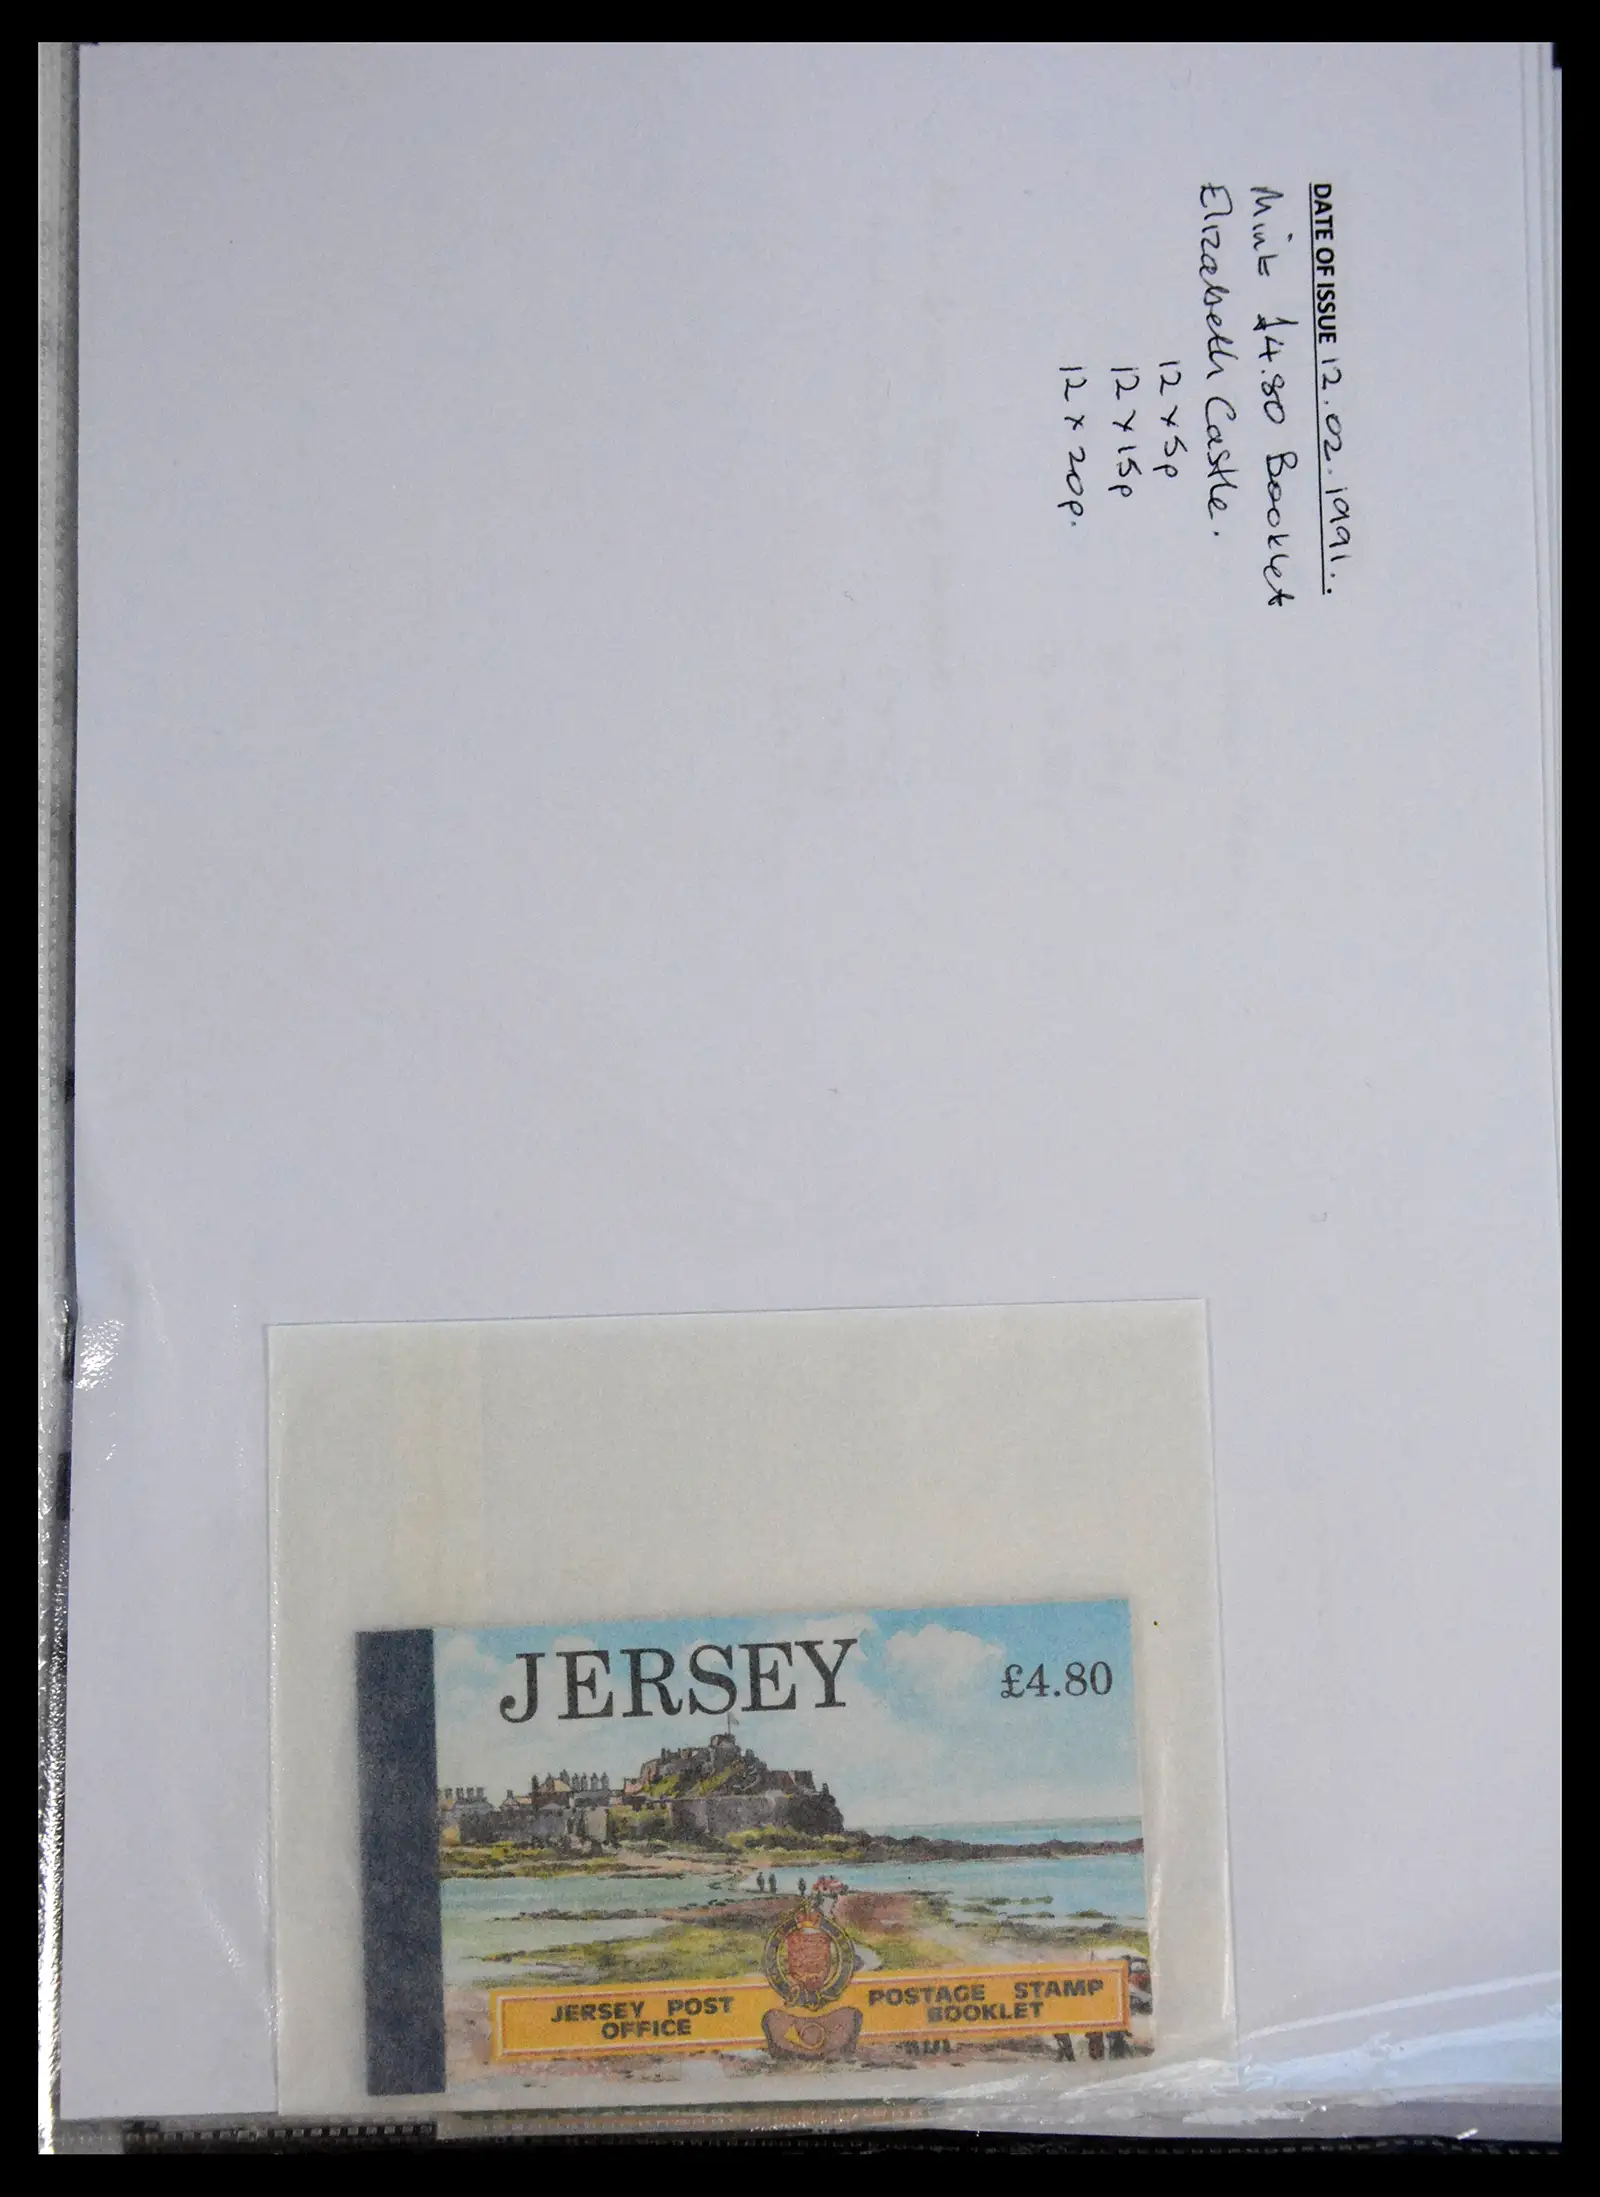 DATE OF ISSUE 12.02.1991.
Mint £4.80 Booklet
Elizabeth Castle.
12 x 5p
12 x 15p
12 x 20p.
JERSEY
£4.80
JERSEY POST
OFFICE
POSTAGE STAMP
BOOKLET